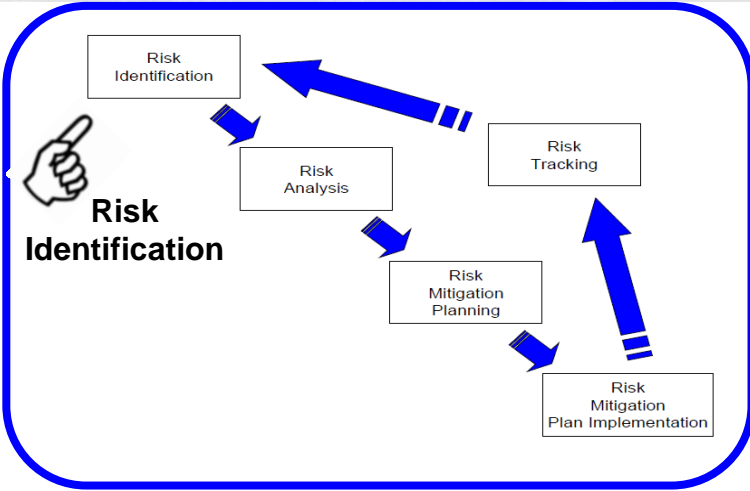 Risk
Identification
Risk
Tracking
Risk
Analysis
Risk
Identification
Risk
Mitigation
Planning
Risk
Mitigation
Plan Implementation